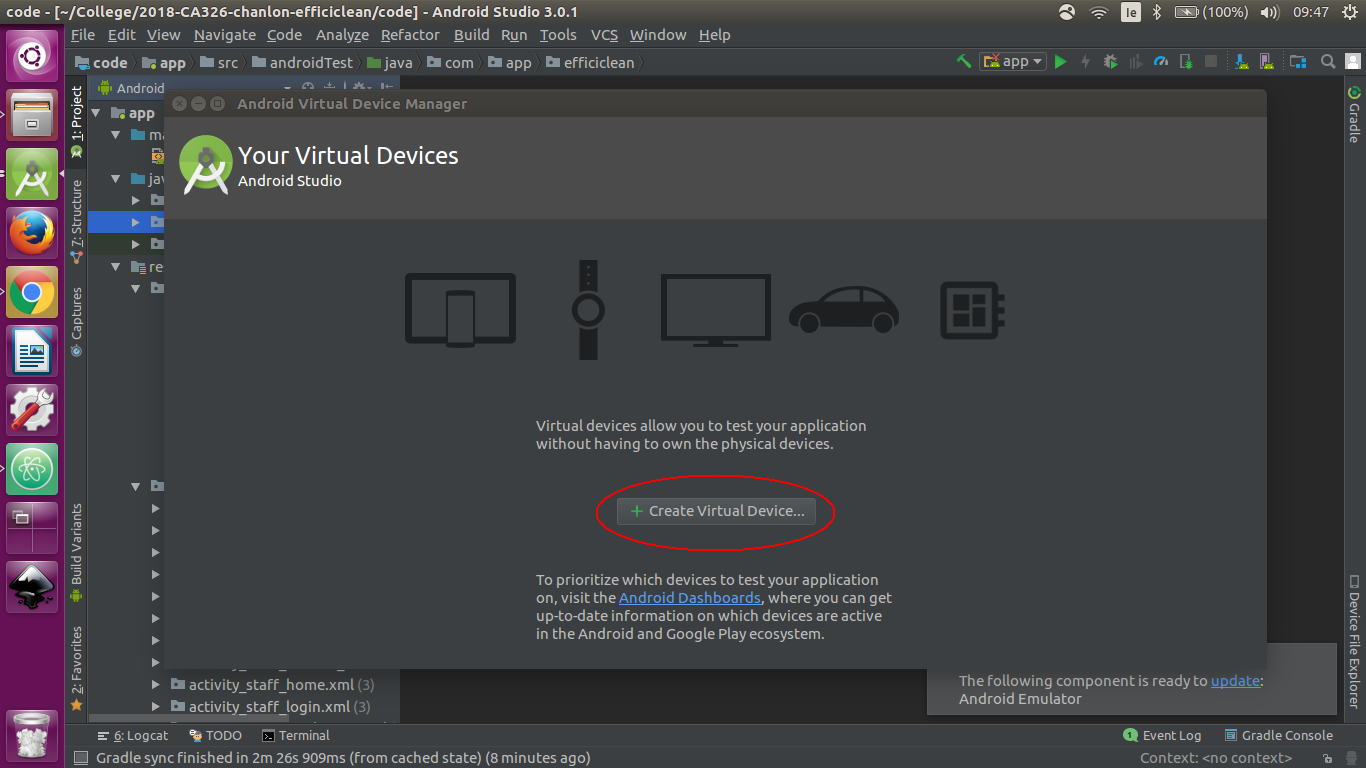 code - [~/College/2018-CA326-chanlon-efficiclean/code] - Android Studio 3.0.1
Ie
(100%)
09:47
File Edit View Navigate Code Analyze Refactor Build Run Tools VCS Window Help
code app src androidTest java com app efficiclean
app
Android
1: Project
7: Structure
Captures
Build Variants
2: Favorites
app
ma
jav
re
activity_staff_home.xml (3)
activity_staff_login.xml (3)
Android Virtual Device Manager
Your Virtual Devices
Android Studio
Virtual devices allow you to test your application
without having to own the physical devices.
Create Virtual Device...
To prioritize which devices to test your application
on, visit the Android Dashboards, where you can get
up-to-date information on which devices are active
in the Android and Google Play ecosystem.
The following component is ready to update:
Android Emulator
Gradle
Device File Explorer
6: Logcat TODO Terminal
1 Event Log Gradle Console
Gradle sync finished in 2m 26s 909ms (from cached state) (8 minutes ago)
Context: <no context>